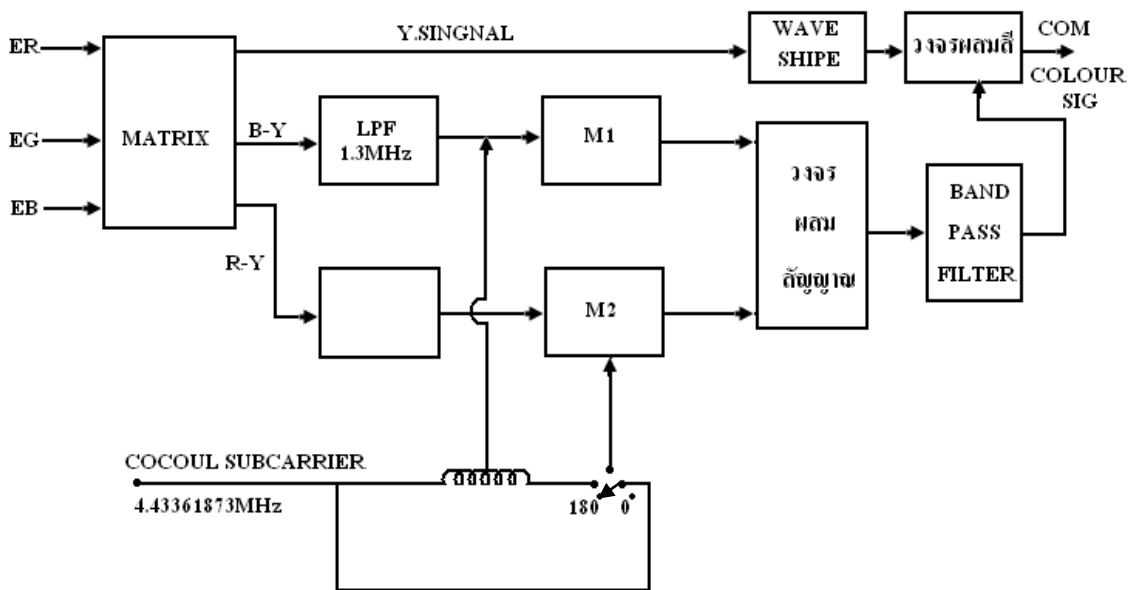 ER
EG
EB
MATRIX
Y.SINGNAL
B-Y
R-Y
LPF
1.3MHz
WAVE
SHIPE
วงจรผสมสี
COM
COLOUR
SIG
M1
M2
วงจร
ผสม
สัญญาณ
BAND
PASS
FILTER
COCOUL SUBCARRIER
4.43361873MHz
180° 0°